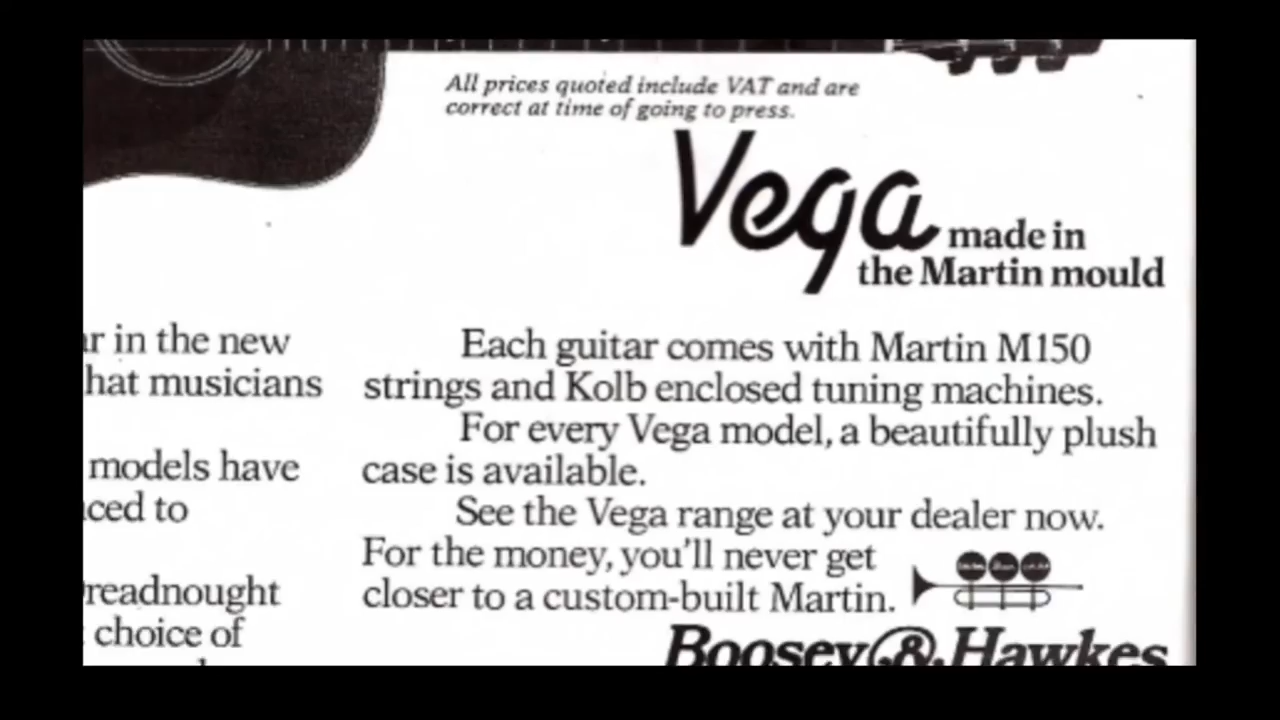 All prices quoted include VAT and are
correct at time of going to press.
Vega made in
the Martin mould
in the new
musicians
models have
to
choice of
Each guitar comes with Martin M150
strings and Kolb enclosed tuning machines.
For every Vega model, a beautifully plush
case is available.
See the Vega range at your dealer now.
For the money, you'll never get
closer to a custom-built Martin.
Boosey & Hawkes